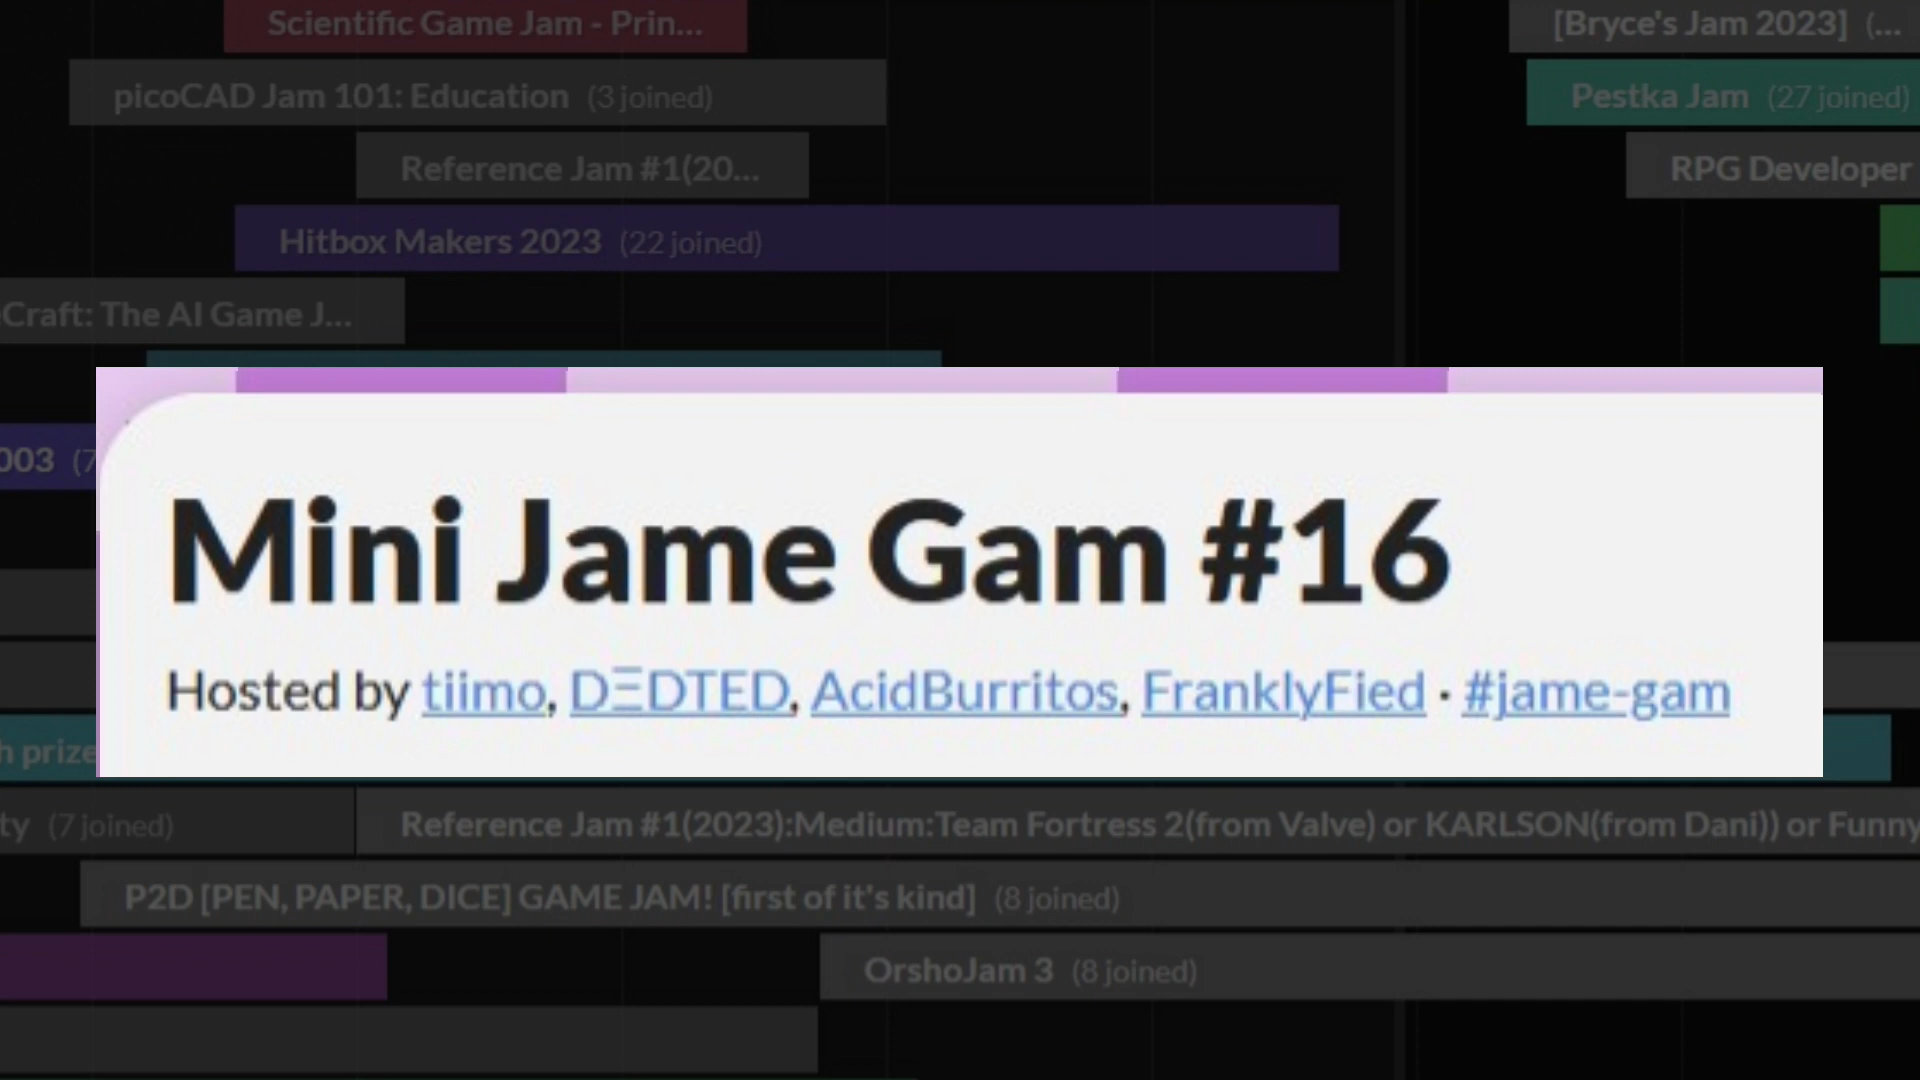 Scientific Game Jam - Prin...
[Bryce's Jam 2023] (...
picoCAD Jam 101: Education (3 joined)
Pestka Jam (27 joined)
Reference Jam #1(20...
RPG Developer
Hitbox Makers 2023 (22 joined)
Craft: The AI Game J...
003 (7
Mini Jame Gam #16
Hosted by tiimo, DΞDTED, AcidBurritos, FranklyFied · #jame-gam
h prize
ty (7 joined)
Reference Jam #1(2023):Medium:Team Fortress 2(from Valve) or KARLSON(from Dani)) or Funny
P2D [PEN, PAPER, DICE] GAME JAM! [first of it's kind] (8 joined)
OrshoJam 3 (8 joined)